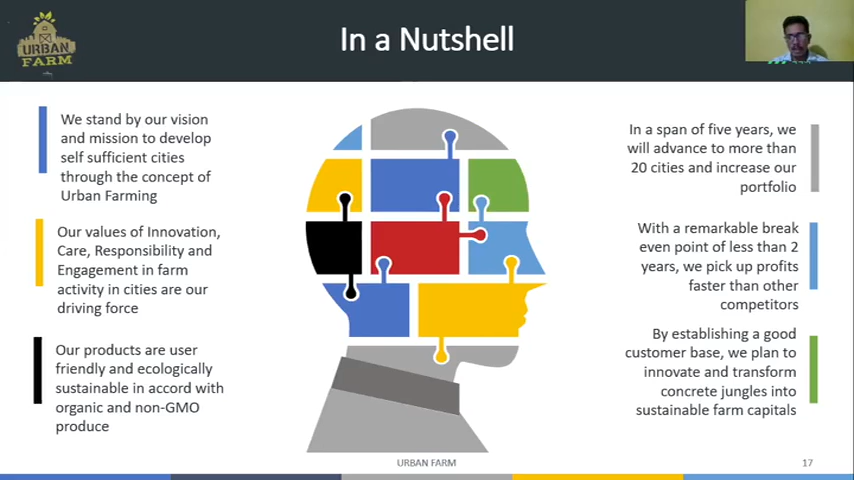 In a Nutshell
URBAN
FARM
We stand by our vision
and mission to develop
self sufficient cities
through the concept of
Urban Farming
Our values of Innovation,
Care, Responsibility and
Engagement in farm
activity in cities are our
driving force
Our products are user
friendly and ecologically
sustainable in accord with
organic and non-GMO
produce
In a span of five years, we
will advance to more than
20 cities and increase our
portfolio
With a remarkable break
even point of less than 2
years, we pick up profits
faster than other
competitors
By establishing a good
customer base, we plan to
innovate and transform
concrete jungles into
sustainable farm capitals
URBAN FARM
17